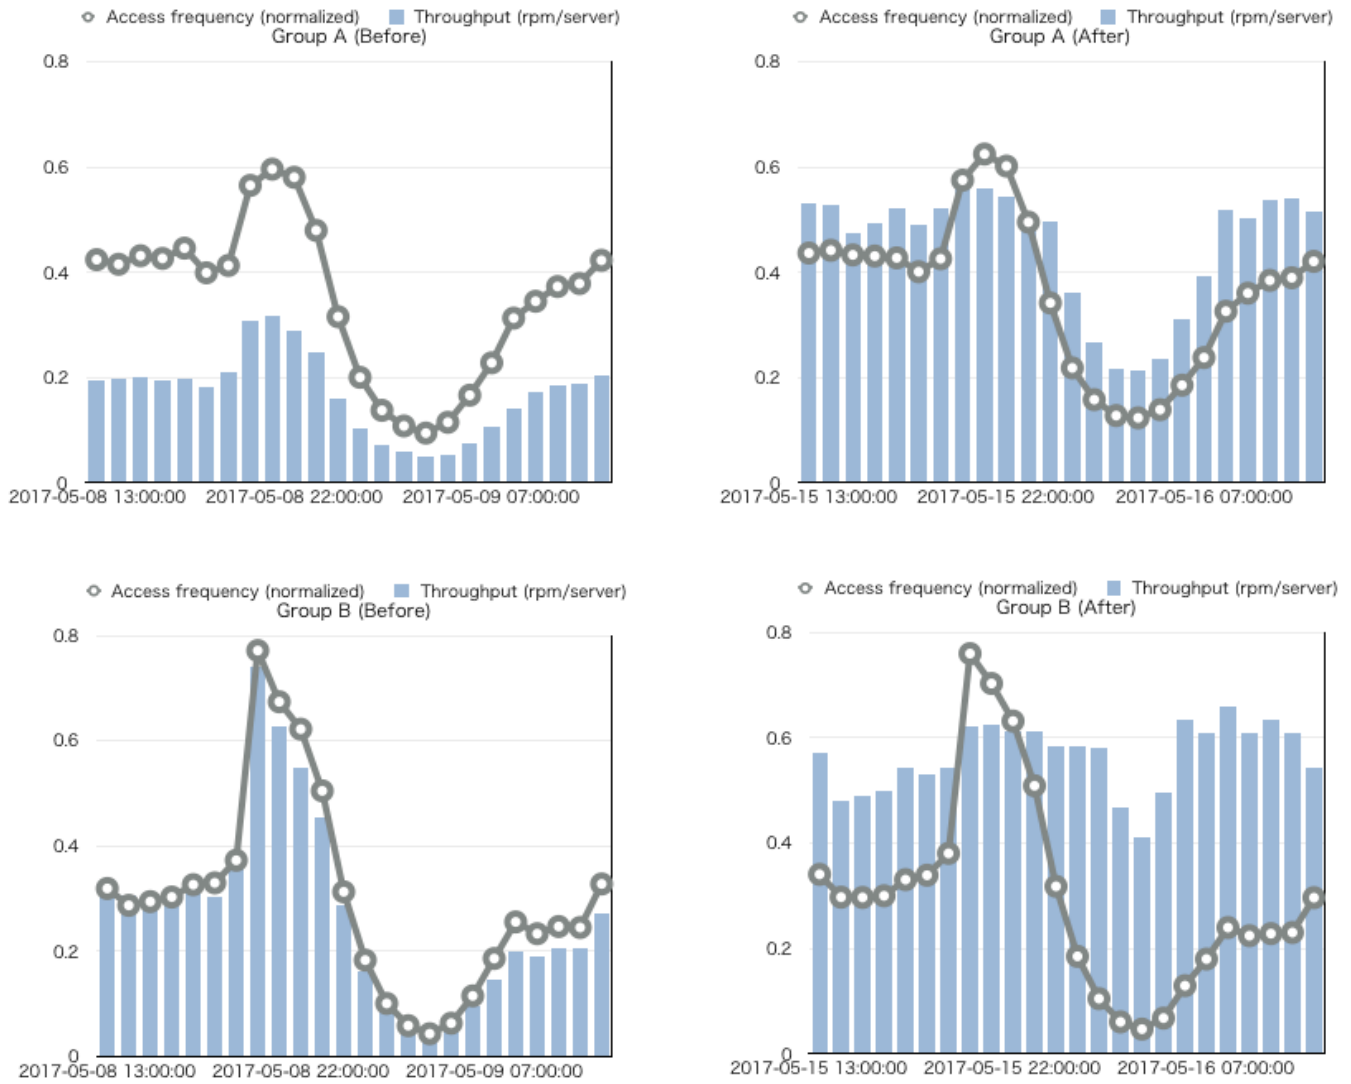 Access frequency (normalized) Throughput (rpm/server)
Group A (Before)
0.8
0.6
0.4
0.2
0
2017-05-08 13:00:00 2017-05-08 22:00:00 2017-05-09 07:00:00
Access frequency (normalized) Throughput (rpm/server)
Group A (After)
0.8
0.6
0.4
0.2
0
2017-05-15 13:00:00 2017-05-15 22:00:00 2017-05-16 07:00:00
Access frequency (normalized) Throughput (rpm/server)
Group B (Before)
0.8
0.6
0.4
0.2
0
2017-05-08 13:00:00 2017-05-08 22:00:00 2017-05-09 07:00:00
Access frequency (normalized) Throughput (rpm/server)
Group B (After)
0.8
0.6
0.4
0.2
0
2017-05-15 13:00:00 2017-05-15 22:00:00 2017-05-16 07:00:00